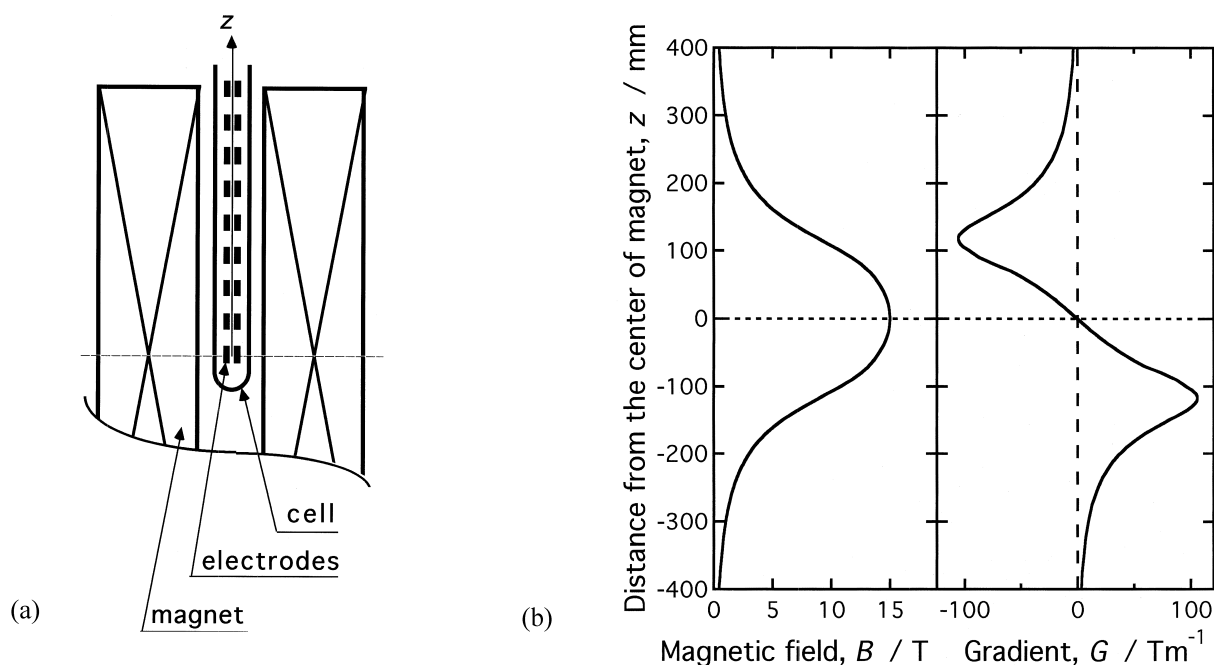 z
cell
electrodes
magnet
(a)
(b)
Distance from the center of magnet, z / mm
400
300
200
100
0
-100
-200
-300
-400
0 5 10 15
-100 0 100
Magnetic field, B / T
Gradient, G / Tm⁻¹